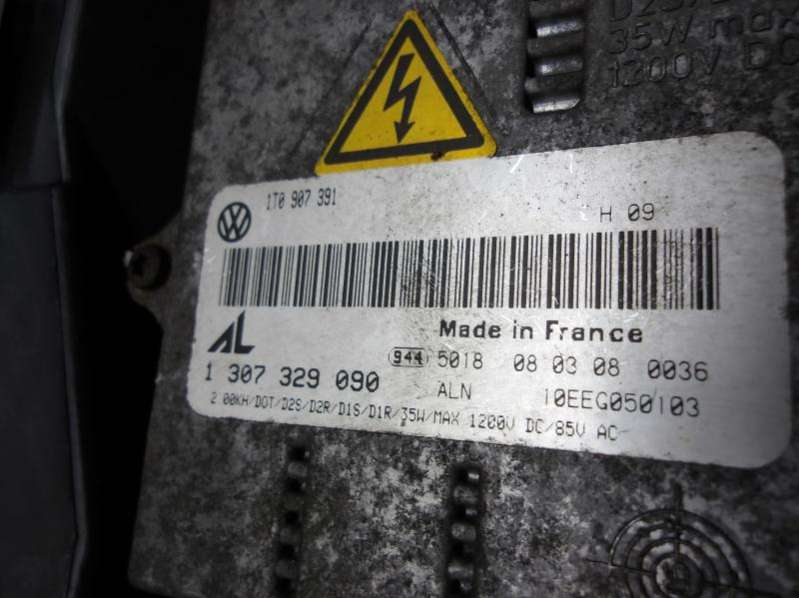 35W max
1200V DC
1T0 907 391
H 09
Made in France
944 5018 08 03 08 0036
AL
1 307 329 090
ALN 10EEG050103
2.00KH/DOT/D2S/D2R/D1S/D1R/35W/MAX 1200V DC/85V AC